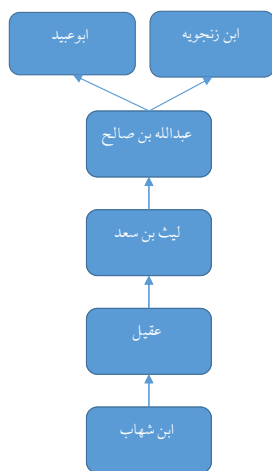 ابن زنجویه
ابوعبید
عبدالله بن صالح
لیث بن سعد
عقیل
ابن شهاب